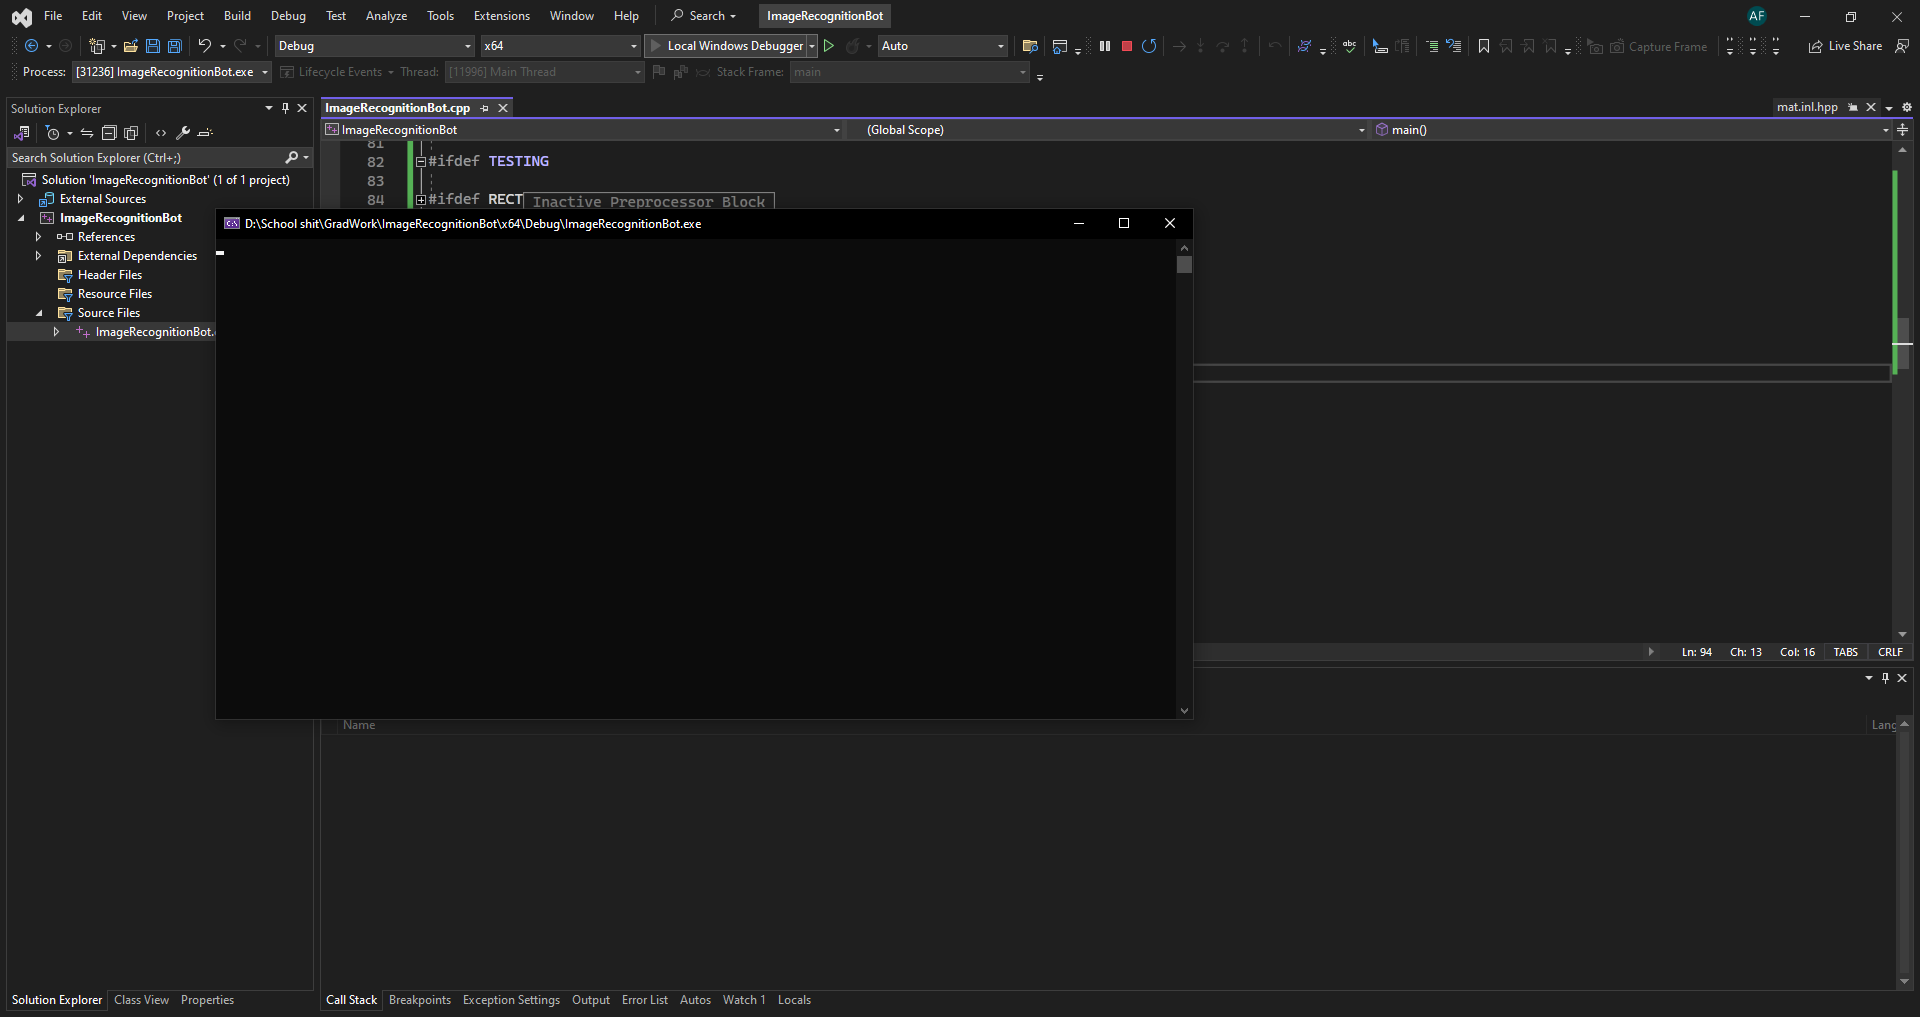 File Edit View Project Build Debug Test Analyze Tools Extensions Window Help Search ImageRecognitionBot AF
Debug x64 Local Windows Debugger Auto Capture Frame Live Share
Process: [31236] ImageRecognitionBot.exe Lifecycle Events Thread: [11996] Main Thread Stack Frame: main
Solution Explorer
Search Solution Explorer (Ctrl+;)
Solution 'ImageRecognitionBot' (1 of 1 project)
External Sources
ImageRecognitionBot
References
External Dependencies
Header Files
Resource Files
Source Files
ImageRecognitionBot.
ImageRecognitionBot.cpp mat.inl.hpp
ImageRecognitionBot (Global Scope) main()
81
82 #ifdef TESTING
83
84 #ifdef RECT Inactive Preprocessor Block
D:\School shit\GradWork\ImageRecognitionBot\x64\Debug\ImageRecognitionBot.exe
Ln: 94 Ch: 13 Col: 16 TABS CRLF
Name Lang
Solution Explorer Class View Properties
Call Stack Breakpoints Exception Settings Output Error List Autos Watch 1 Locals